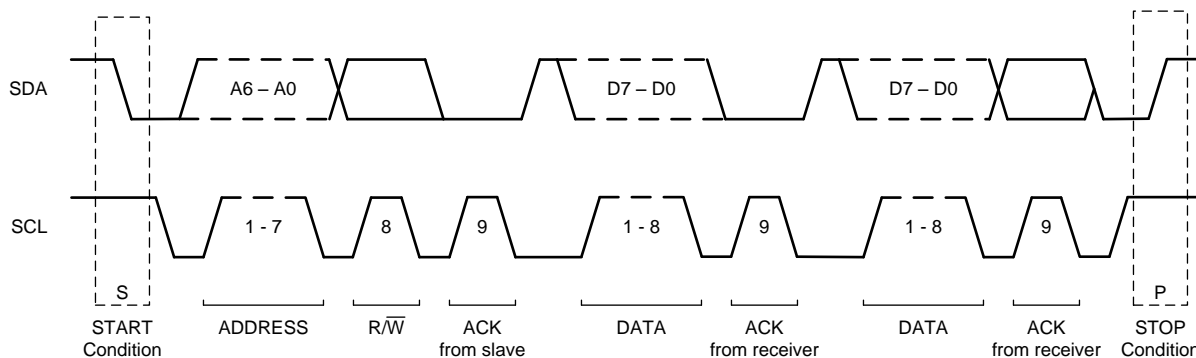 SDA
A6 – A0
D7 – D0
D7 – D0
SCL
1 - 7
8
9
1 - 8
9
1 - 8
9
S
P
START
Condition
ADDRESS
R/W̅
ACK
from slave
DATA
ACK
from receiver
DATA
ACK
from receiver
STOP
Condition